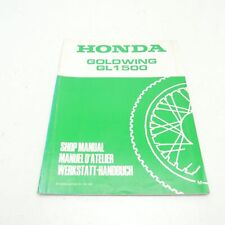 HONDA
GOLDWING
GL1500
SHOP MANUAL
MANUEL D'ATELIER
WERKSTATT-HANDBUCH